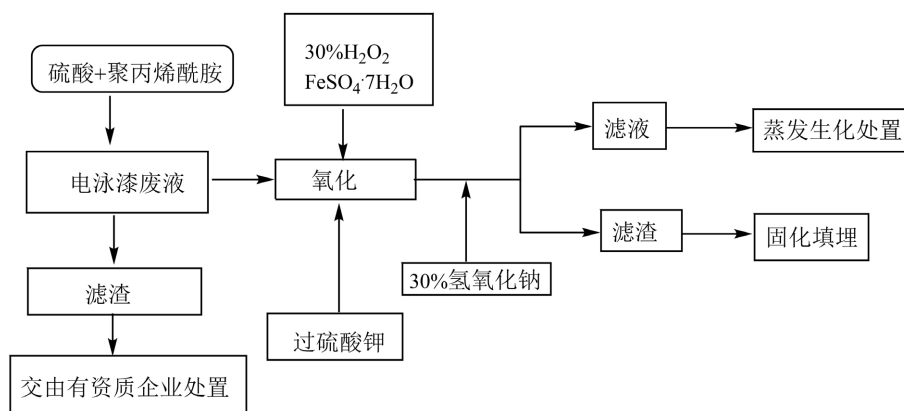 硫酸+聚丙烯酰胺
30%H₂O₂
FeSO₄·7H₂O
电泳漆废液
氧化
滤液
蒸发生化处置
滤渣
固化填埋
30%氢氧化钠
滤渣
过硫酸钾
交由有资质企业处置